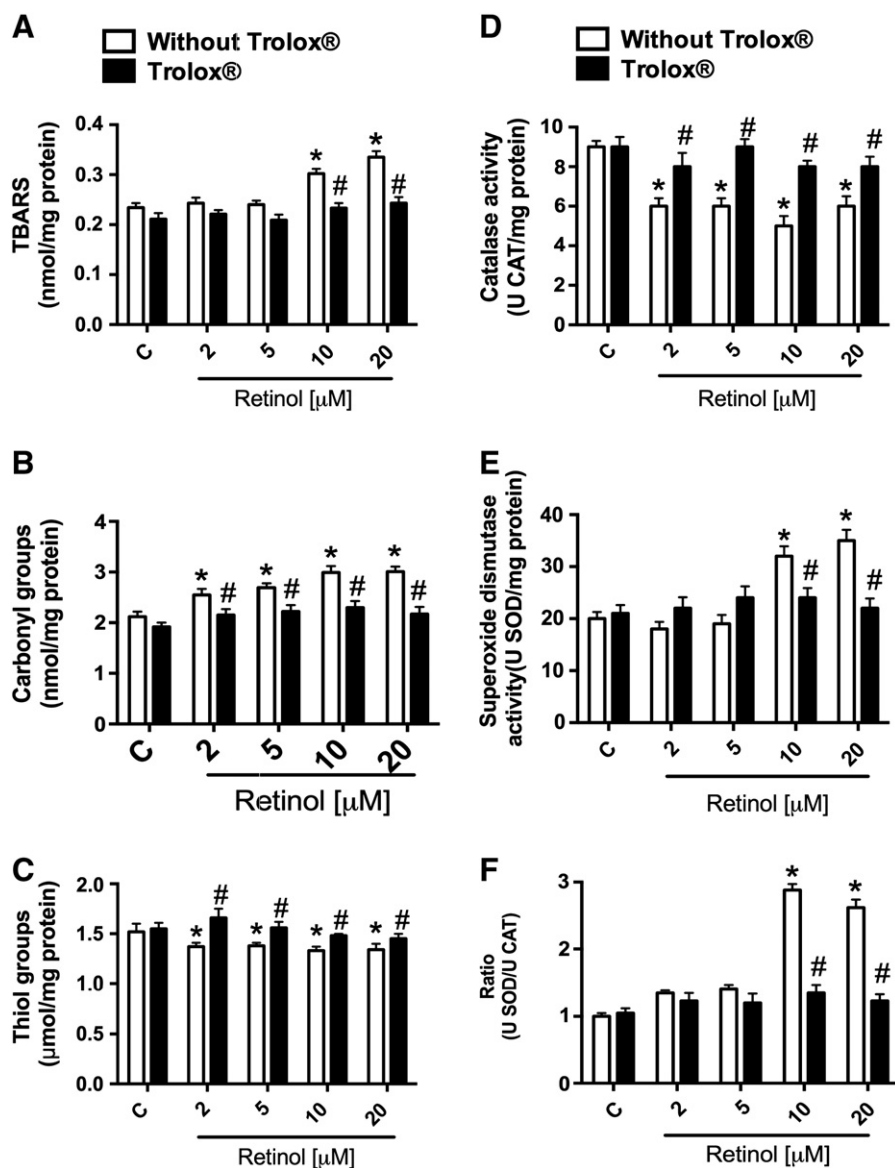 A
Without Trolox®
Trolox®
TBARS
(nmol/mg protein)
0.4
0.3
0.2
0.1
0.0
* *
# #
C 2 5 10 20
Retinol [μM]
B
Carbonyl groups
(nmol/mg protein)
4
3
2
1
0
* * * *
# # # #
C 2 5 10 20
Retinol [μM]
C
Thiol groups
(μmol/mg protein)
2.0
1.5
1.0
0.5
0.0
# # # #
* * * *
C 2 5 10 20
Retinol [μM]
D
Without Trolox®
Trolox®
Catalase activity
(U CAT/mg protein)
10
8
6
4
2
0
# # # #
* * * *
C 2 5 10 20
Retinol [μM]
E
Superoxide dismutase
activity(U SOD/mg protein)
40
30
20
10
0
* *
# #
C 2 5 10 20
Retinol [μM]
F
Ratio
(U SOD/U CAT)
3
2
1
0
* *
# #
C 2 5 10 20
Retinol [μM]